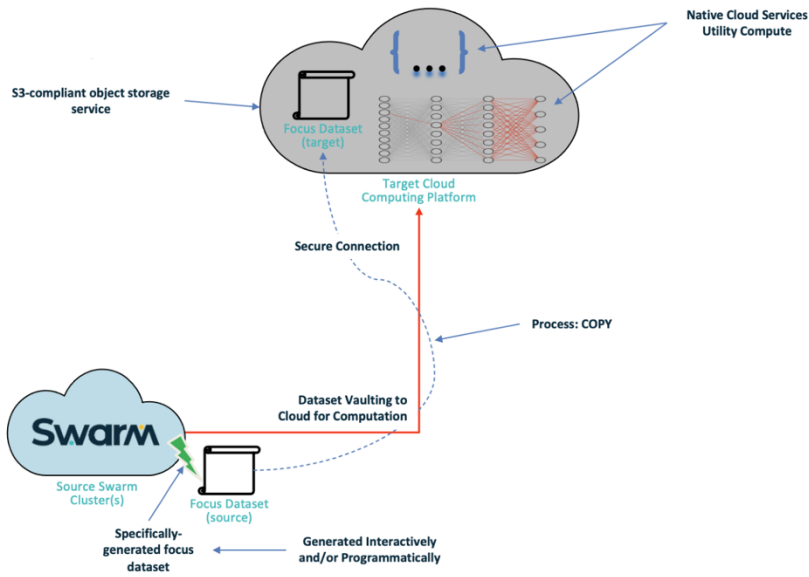 Native Cloud Services
Utility Compute
{ ... }
S3-compliant object storage
service
Focus Dataset
(target)
Target Cloud
Computing Platform
Secure Connection
Process: COPY
Dataset Vaulting to
Cloud for Computation
Swarm
Source Swarm
Cluster(s)
Focus Dataset
(source)
Specifically-
generated focus
dataset
Generated Interactively
and/or Programmatically